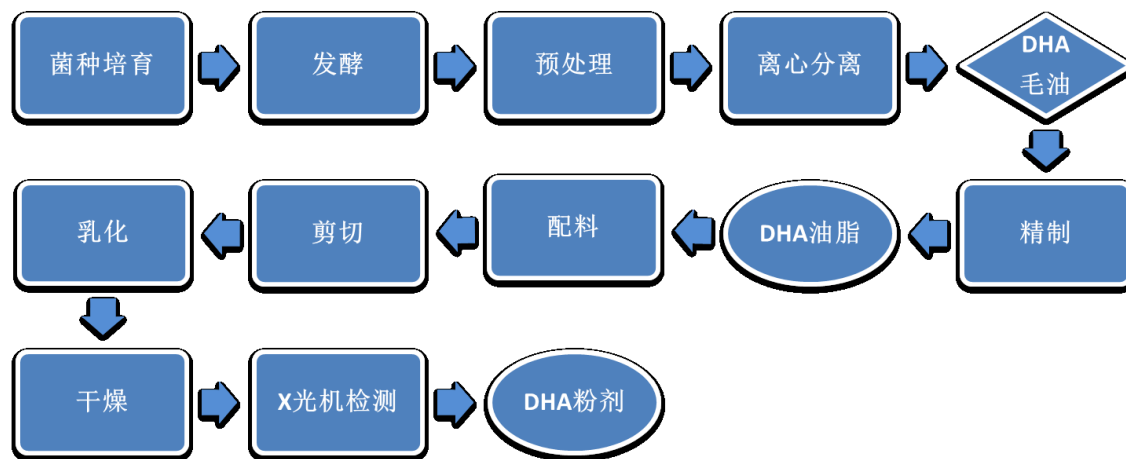 菌种培育
发酵
预处理
离心分离
DHA
毛油
精制
DHA油脂
配料
剪切
乳化
干燥
X光机检测
DHA粉剂